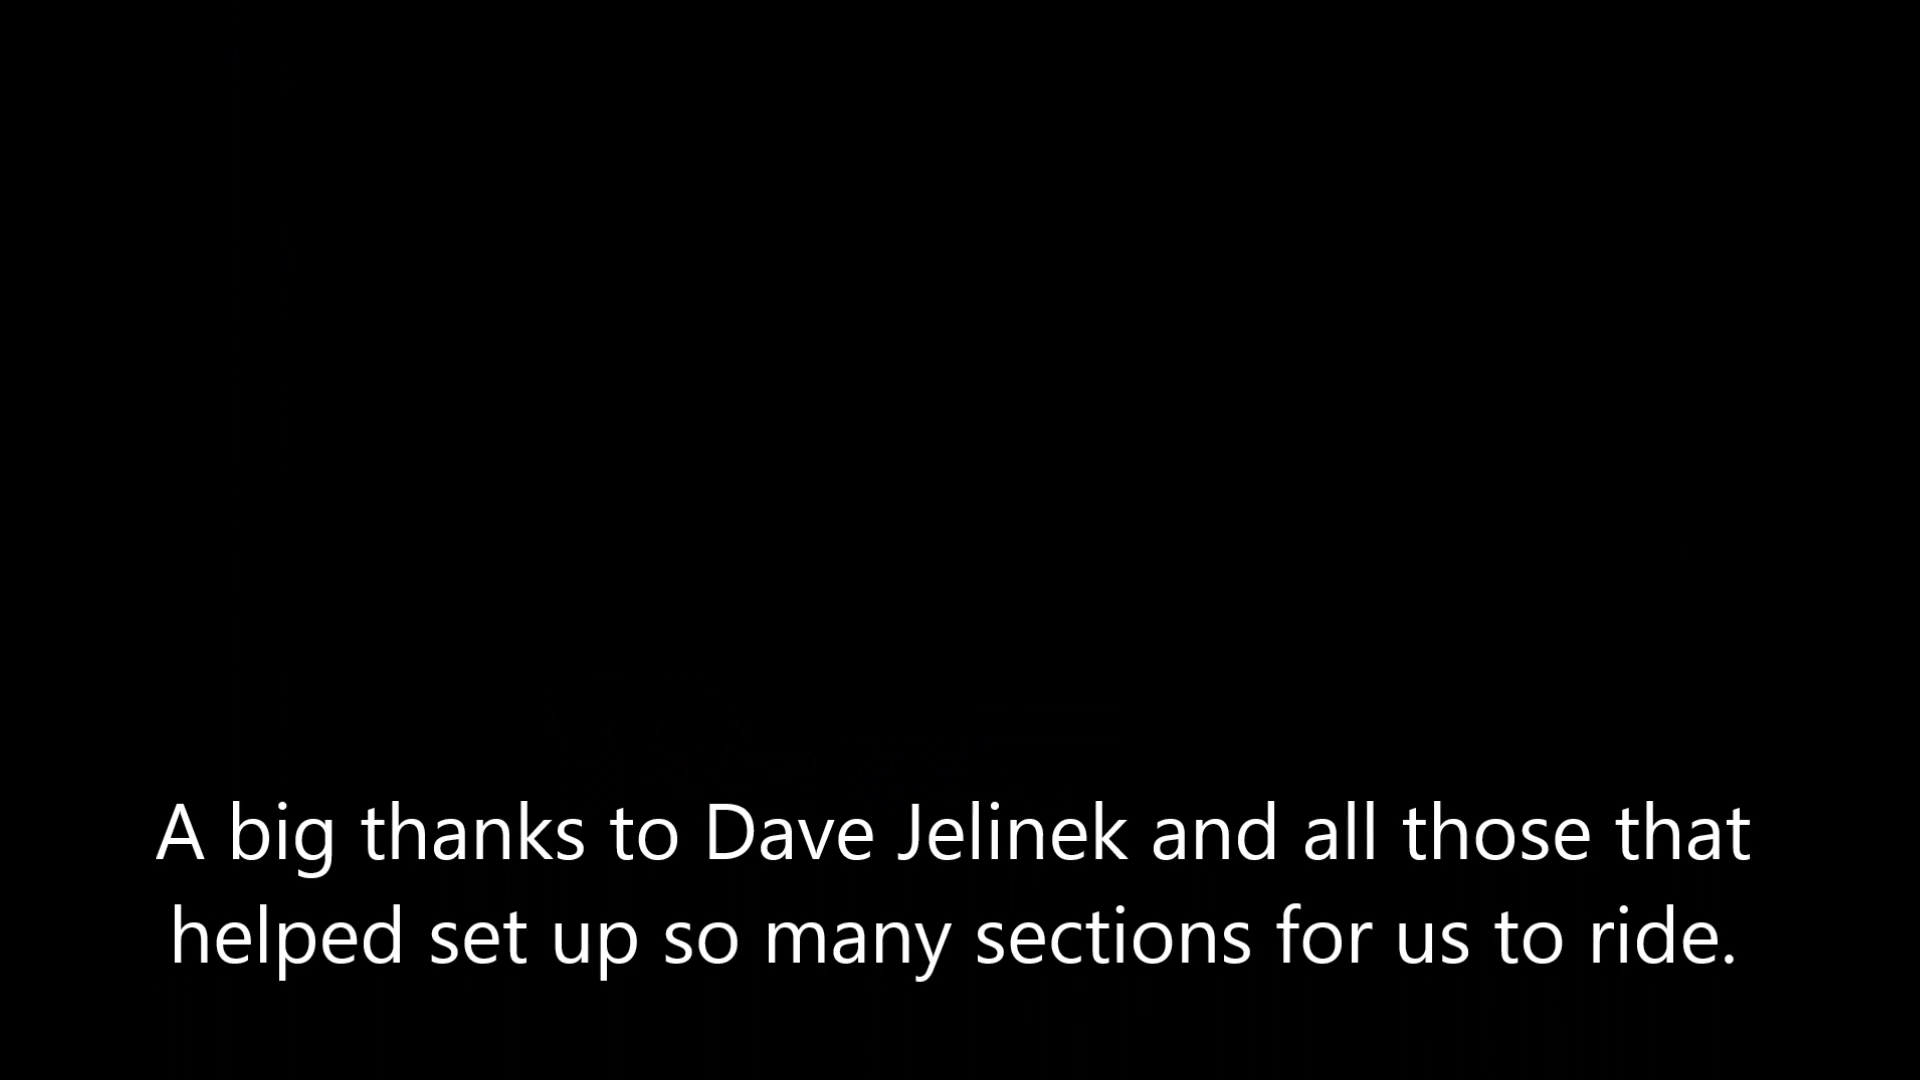 A big thanks to Dave Jelinek and all those that
helped set up so many sections for us to ride.